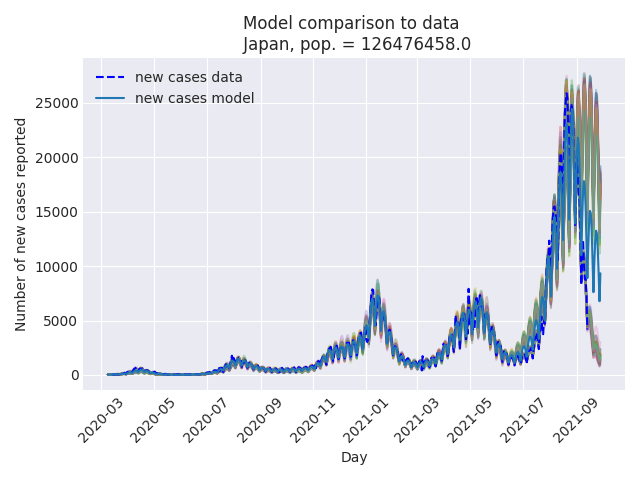 Model comparison to data
Japan, pop. = 126476458.0
new cases data
new cases model
Number of new cases reported
25000
20000
15000
10000
5000
0
2020-03
2020-05
2020-07
2020-09
2020-11
2021-01
2021-03
2021-05
2021-07
2021-09
Day